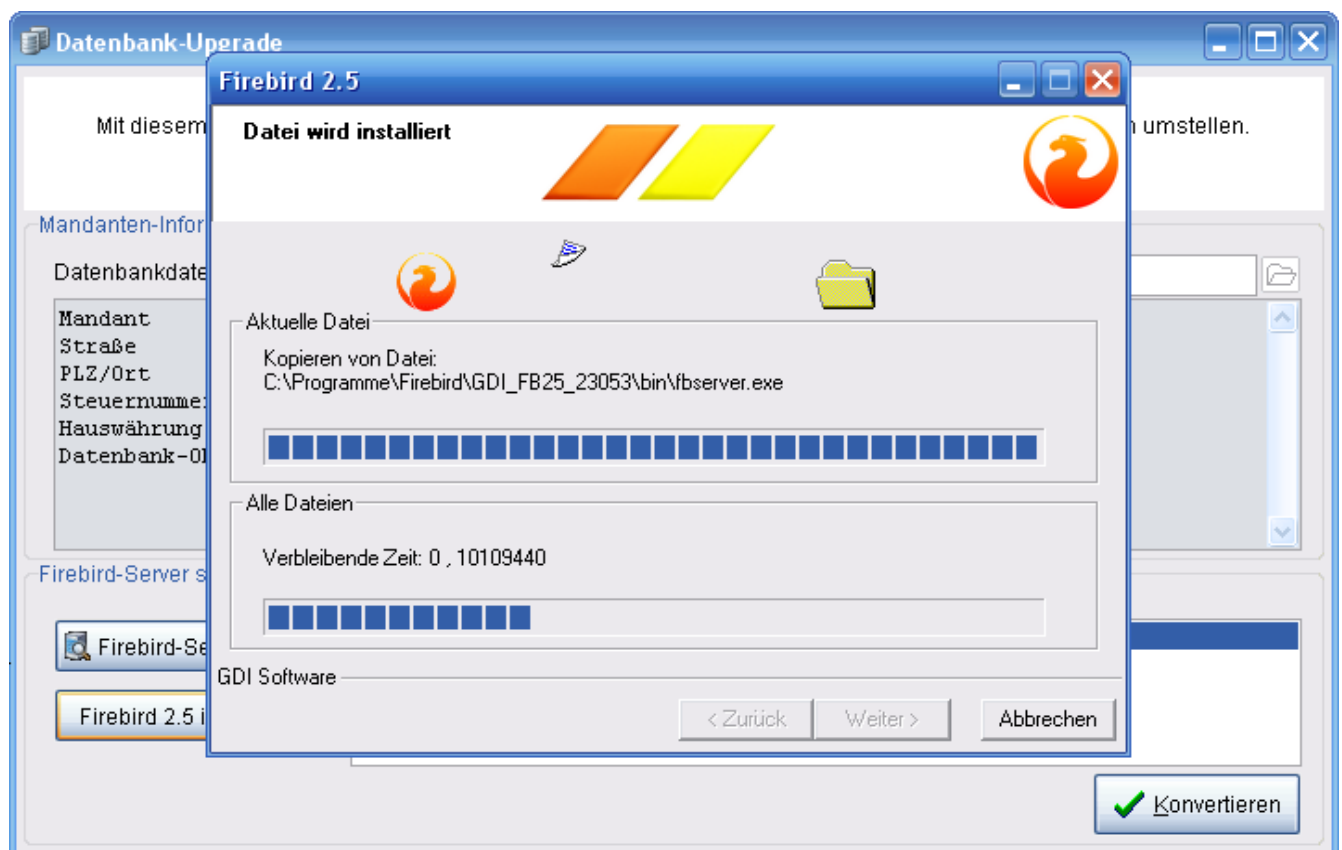 Datenbank-Upgrade
Firebird 2.5
Mit diesem
Datei wird installiert
umstellen.
Mandanten-Infor
Datenbankdate
Mandant
Straße
PLZ/Ort
Steuernummer
Hauswährung
Datenbank-O
Aktuelle Datei
Kopieren von Datei:
C:\Programme\Firebird\GDI_FB25_23053\bin\fbserver.exe
Alle Dateien
Verbleibende Zeit: 0 , 10109440
Firebird-Server s
Firebird-Se
Firebird 2.5 i
GDI Software
< Zurück
Weiter >
Abbrechen
Konvertieren